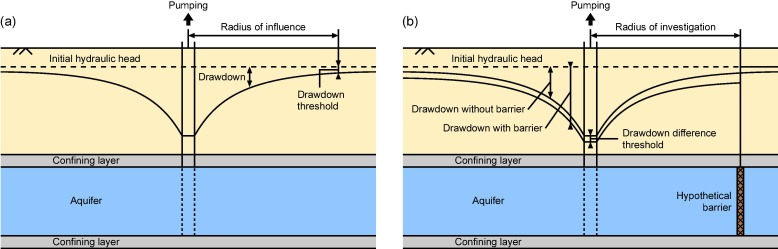 (a)
Pumping
Radius of influence
Initial hydraulic head
Drawdown
Drawdown
threshold
Confining layer
Aquifer
Confining layer
(b)
Pumping
Radius of investigation
Initial hydraulic head
Drawdown without barrier
Drawdown with barrier
Drawdown difference
threshold
Confining layer
Aquifer
Hypothetical
barrier
Confining layer